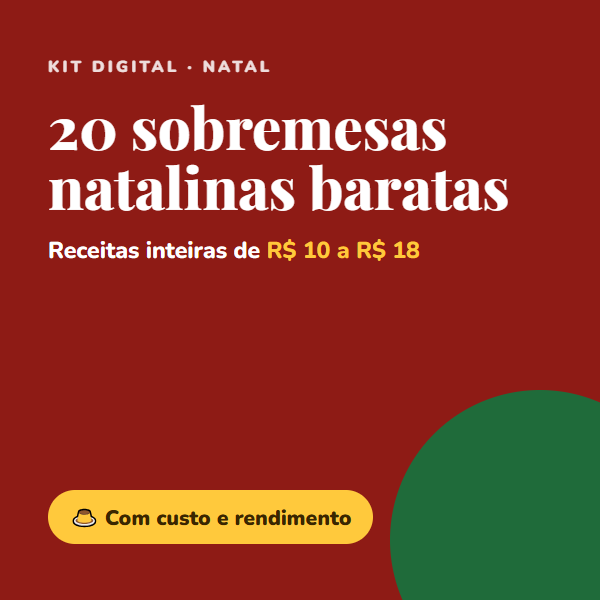 KIT DIGITAL · NATAL
20 sobremesas
natalinas baratas
Receitas inteiras de R$ 10 a R$ 18
🍮 Com custo e rendimento